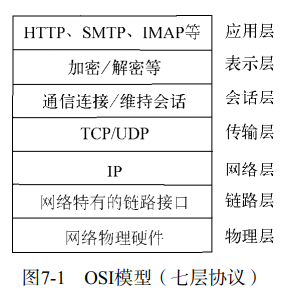 HTTP、SMTP、IMAP等 应用层
加密/解密等 表示层
通信连接/维持会话 会话层
TCP/UDP 传输层
IP 网络层
网络特有的链路接口 链路层
网络物理硬件 物理层
图7-1 OSI模型（七层协议）